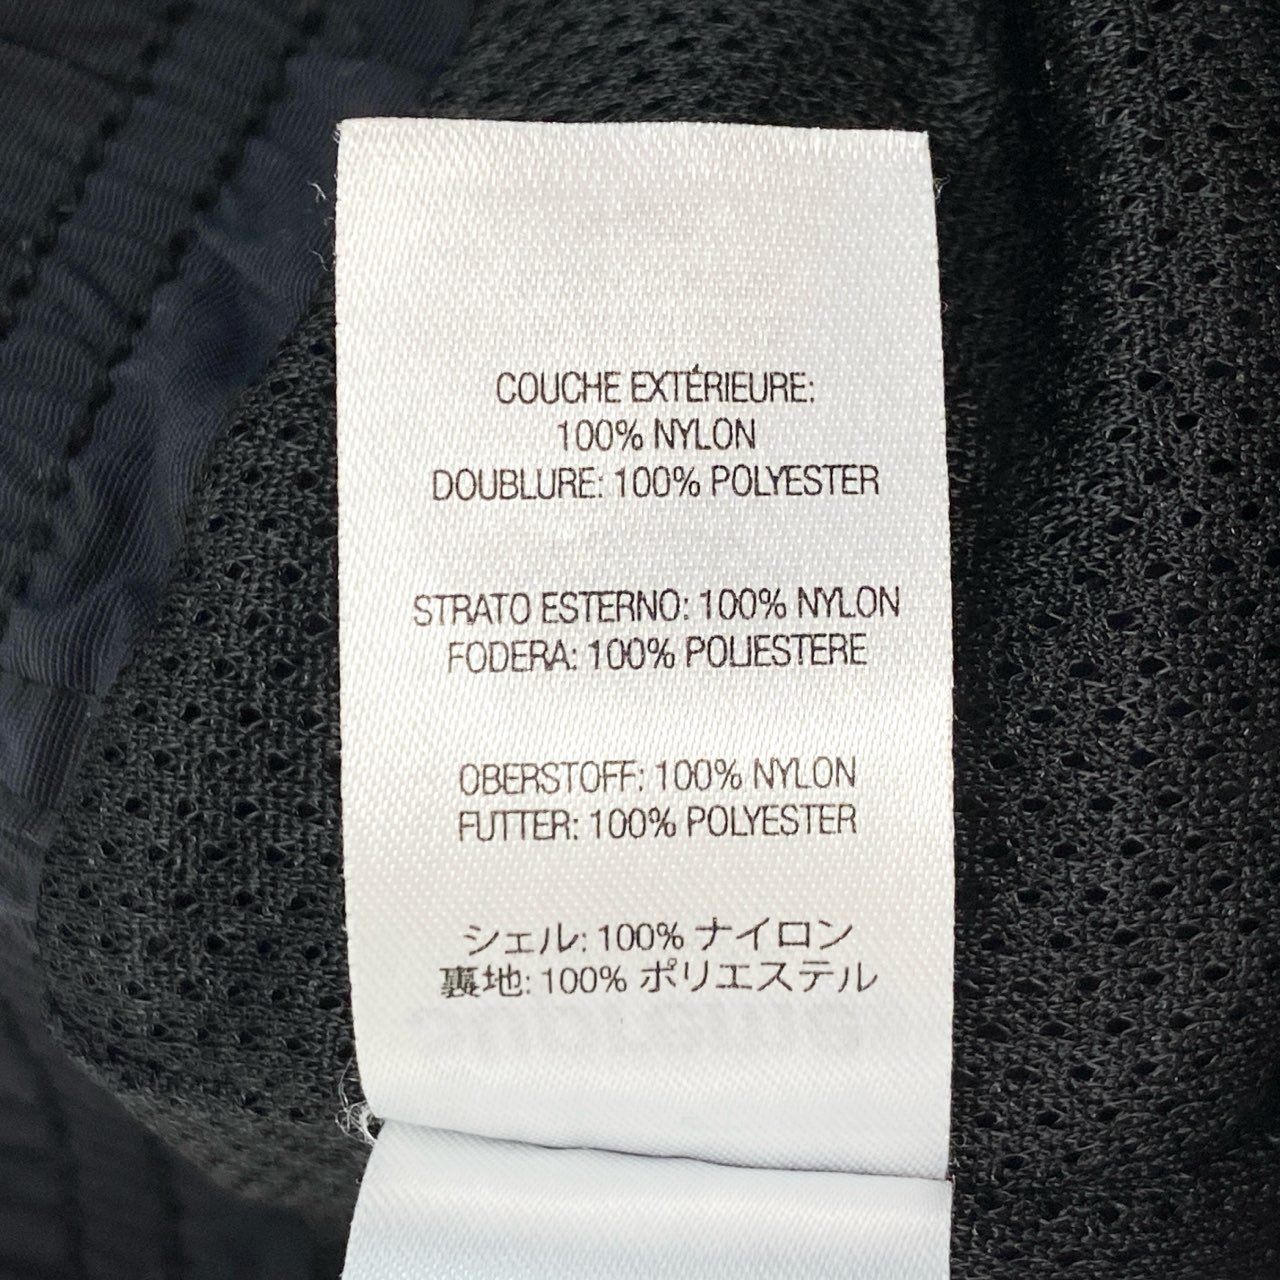 COUCHE EXTÉRIEURE:
100% NYLON
DOUBLURE: 100% POLYESTER
STRATO ESTERNO: 100% NYLON
FODERA: 100% POLIESTERE
OBERSTOFF: 100% NYLON
FUTTER: 100% POLYESTER
シェル: 100% ナイロン
裏地: 100% ポリエステル